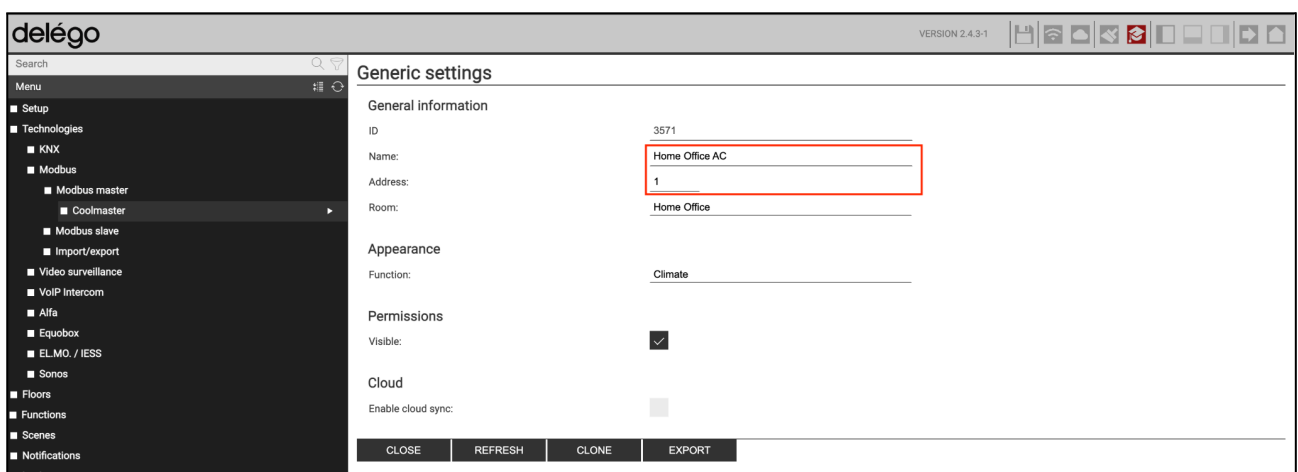 delégo
VERSION 2.4.3-1
Search
Menu
Setup
Technologies
KNX
Modbus
Modbus master
Coolmaster
Modbus slave
Import/export
Video surveillance
VoIP Intercom
Alfa
Equobox
EL.MO. / IESS
Sonos
Floors
Functions
Scenes
Notifications
Generic settings
General information
ID 3571
Name: Home Office AC
Address: 1
Room: Home Office
Appearance
Function: Climate
Permissions
Visible:
Cloud
Enable cloud sync:
CLOSE REFRESH CLONE EXPORT